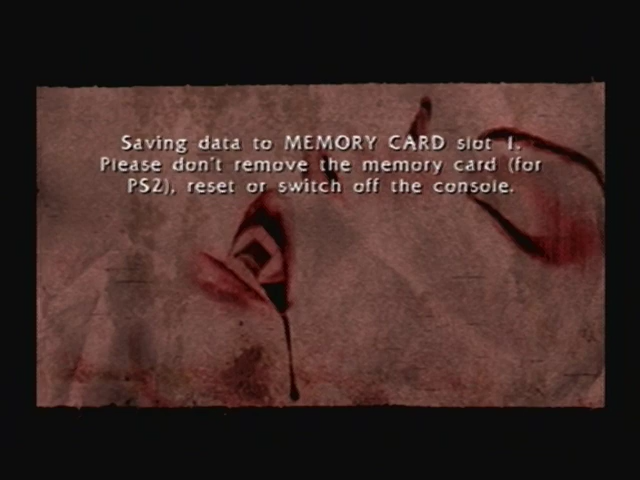 Saving data to MEMORY CARD slot 1.
Please don't remove the memory card (for
PS2), reset or switch off the console.